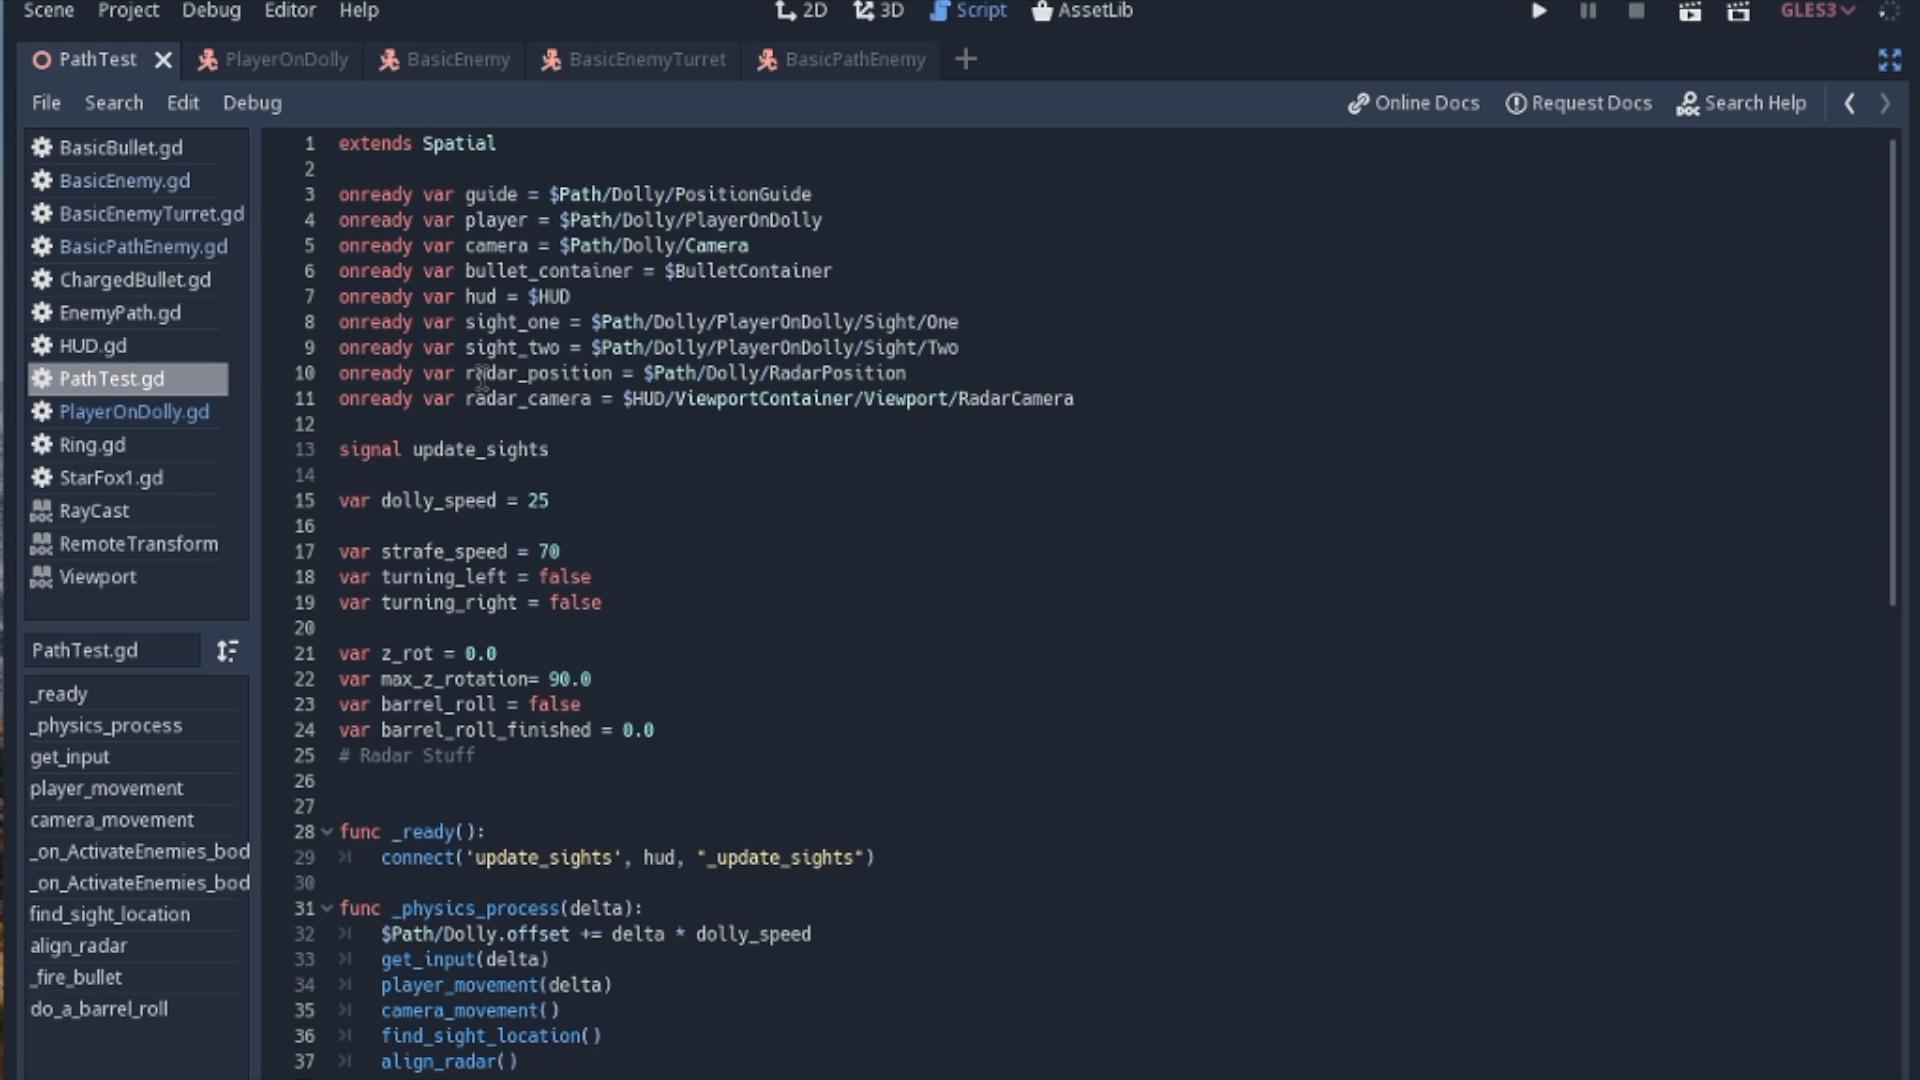 Scene Project Debug Editor Help 2D 3D Script AssetLib GLES3
PathTest PlayerOnDolly BasicEnemy BasicEnemyTurret BasicPathEnemy
File Search Edit Debug Online Docs Request Docs Search Help
BasicBullet.gd
BasicEnemy.gd
BasicEnemyTurret.gd
BasicPathEnemy.gd
ChargedBullet.gd
EnemyPath.gd
HUD.gd
PathTest.gd
PlayerOnDolly.gd
Ring.gd
StarFox1.gd
DOC RayCast
DOC RemoteTransform
DOC Viewport
PathTest.gd
_ready
_physics_process
get_input
player_movement
camera_movement
_on_ActivateEnemies_bod
_on_ActivateEnemies_bod
find_sight_location
align_radar
_fire_bullet
do_a_barrel_roll
1 extends Spatial
2
3 onready var guide = $Path/Dolly/PositionGuide
4 onready var player = $Path/Dolly/PlayerOnDolly
5 onready var camera = $Path/Dolly/Camera
6 onready var bullet_container = $BulletContainer
7 onready var hud = $HUD
8 onready var sight_one = $Path/Dolly/PlayerOnDolly/Sight/One
9 onready var sight_two = $Path/Dolly/PlayerOnDolly/Sight/Two
10 onready var radar_position = $Path/Dolly/RadarPosition
11 onready var radar_camera = $HUD/ViewportContainer/Viewport/RadarCamera
12
13 signal update_sights
14
15 var dolly_speed = 25
16
17 var strafe_speed = 70
18 var turning_left = false
19 var turning_right = false
20
21 var z_rot = 0.0
22 var max_z_rotation= 90.0
23 var barrel_roll = false
24 var barrel_roll_finished = 0.0
25 # Radar Stuff
26
27
28 func _ready():
29 connect('update_sights', hud, "_update_sights")
30
31 func _physics_process(delta):
32 $Path/Dolly.offset += delta * dolly_speed
33 get_input(delta)
34 player_movement(delta)
35 camera_movement()
36 find_sight_location()
37 align_radar()